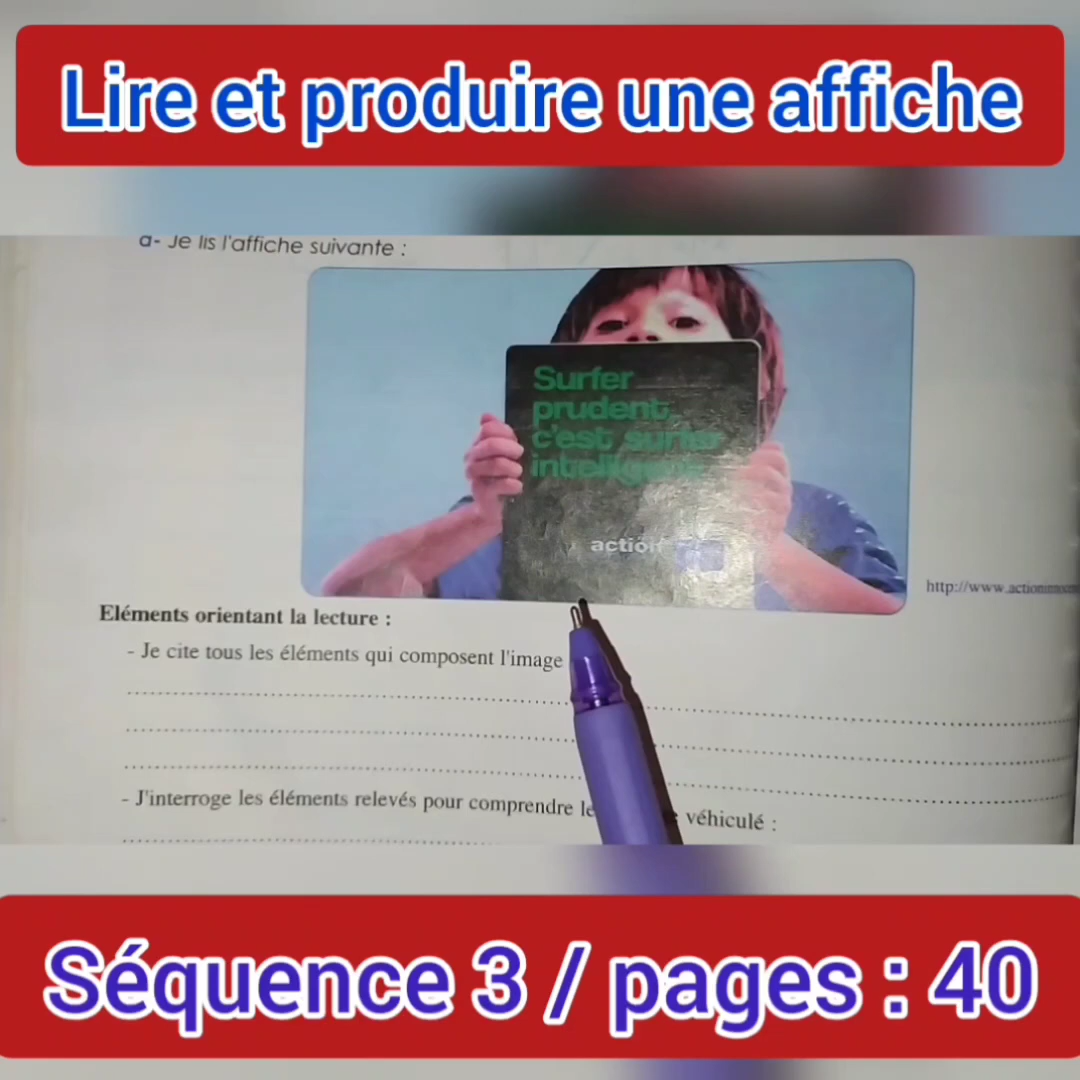 Lire et produire une affiche
a- Je lis l'affiche suivante :
Surfer
prudent,
c'est surfer
intelligent
action
http://www.actioninnoc
Eléments orientant la lecture :
- Je cite tous les éléments qui composent l'image
- J'interroge les éléments relevés pour comprendre le véhiculé :
Séquence 3 / pages : 40